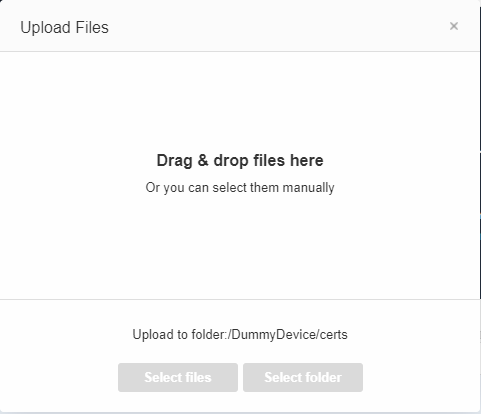 Upload Files ×
Drag & drop files here
Or you can select them manually
Upload to folder:/DummyDevice/certs
Select files Select folder